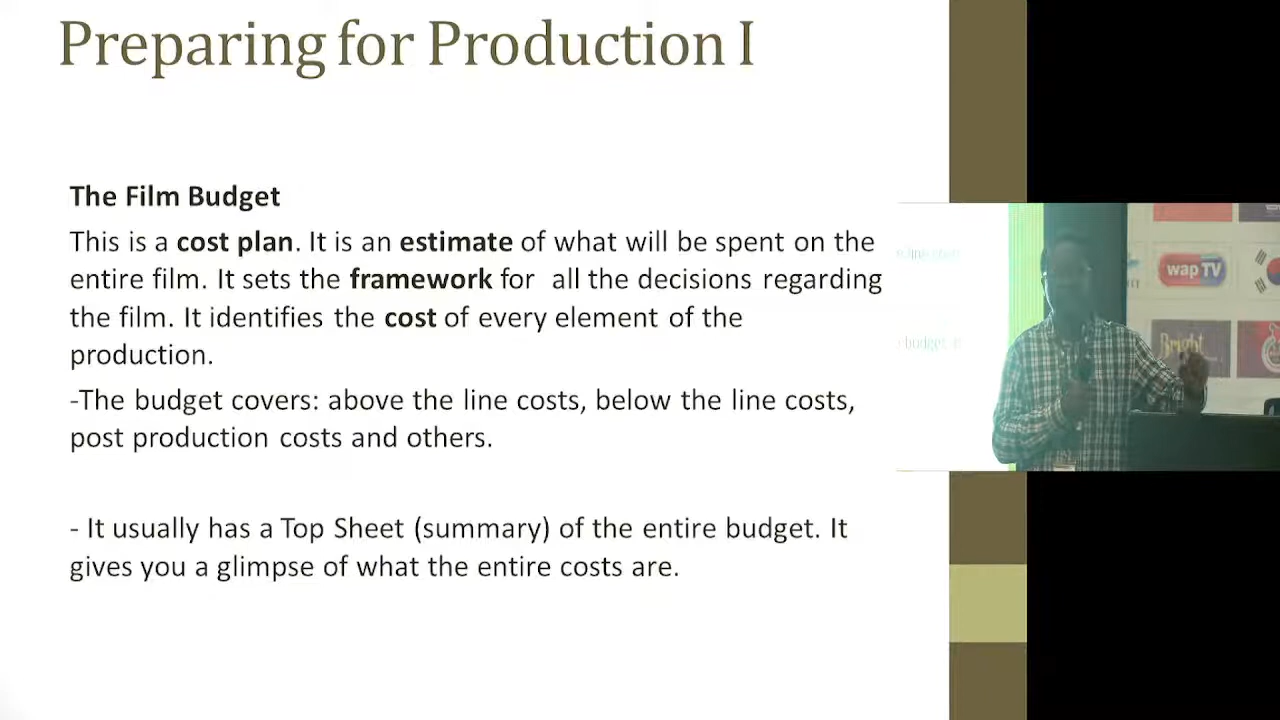 Preparing for Production I
The Film Budget
This is a cost plan. It is an estimate of what will be spent on the
entire film. It sets the framework for all the decisions regarding
the film. It identifies the cost of every element of the
production.
-The budget covers: above the line costs, below the line costs,
post production costs and others.
- It usually has a Top Sheet (summary) of the entire budget. It
gives you a glimpse of what the entire costs are.
wap TV
Bright
budget. It